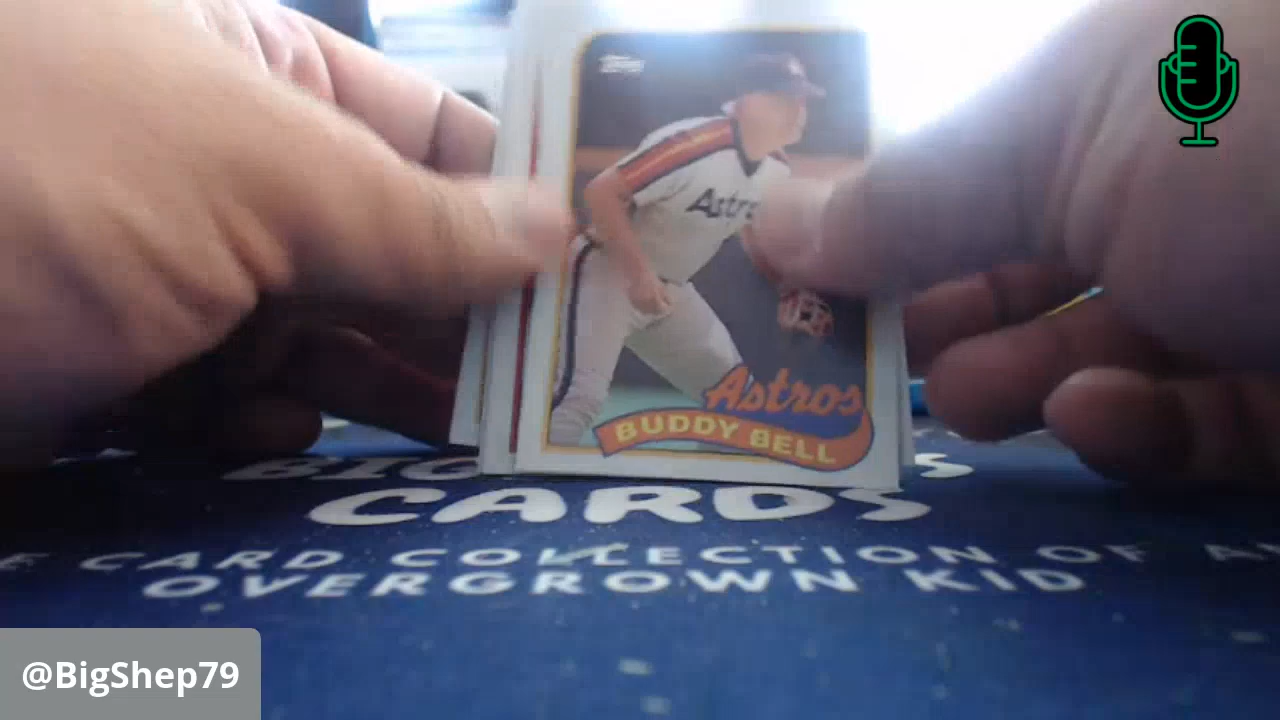 topps
Astros
Astros
BUDDY BELL
CARDS
CARD COLLECTION OF
OVERGROWN KID
@BigShep79